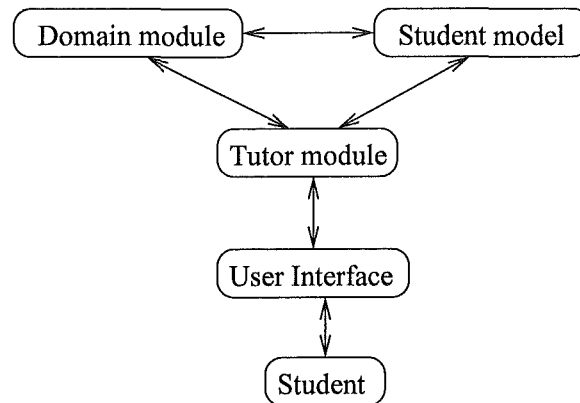 Domain module
Student model
Tutor module
User Interface
Student